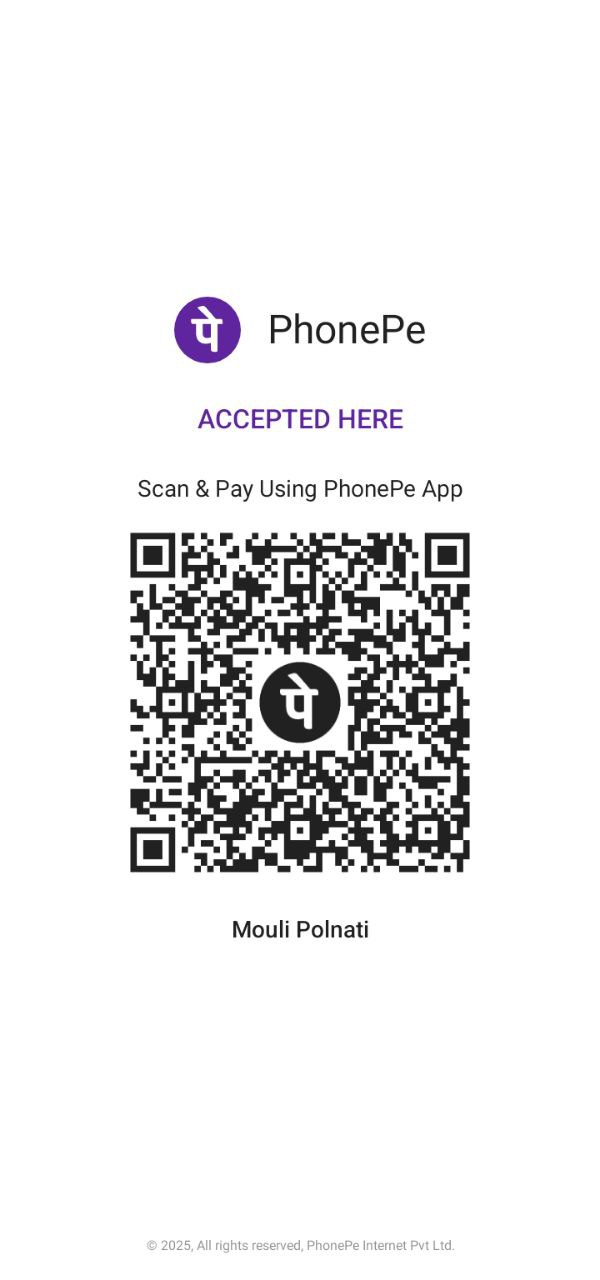 पे PhonePe
ACCEPTED HERE
Scan & Pay Using PhonePe App
पे
Mouli Polnati
© 2025, All rights reserved, PhonePe Internet Pvt Ltd.